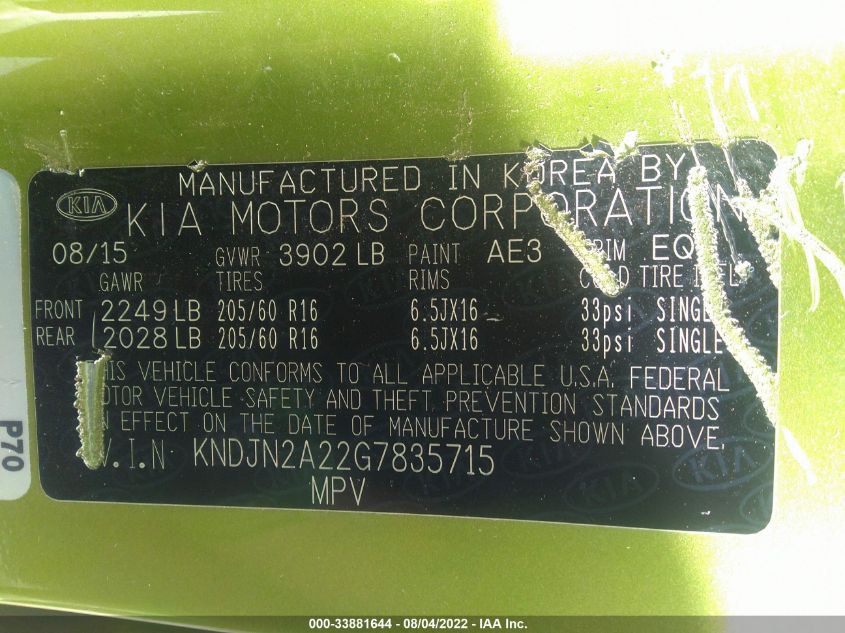 MANUFACTURED IN KOREA BY
KIA KIA MOTORS CORPORATION
08/15 GVWR 3902 LB PAINT AE3 EQ
GAWR TIRES RIMS TIRE
FRONT 2249 LB 205/60 R16 6.5JX16 33psi SINGLE
REAR 2028 LB 205/60 R16 6.5JX16 33psi SINGLE
THIS VEHICLE CONFORMS TO ALL APPLICABLE U.S.A. FEDERAL
MOTOR VEHICLE SAFETY AND THEFT PREVENTION STANDARDS
IN EFFECT ON THE DATE OF MANUFACTURE SHOWN ABOVE.
V.I.N KNDJN2A22G7835715
MPV
P70
000-33881644 - 08/04/2022 - IAA Inc.